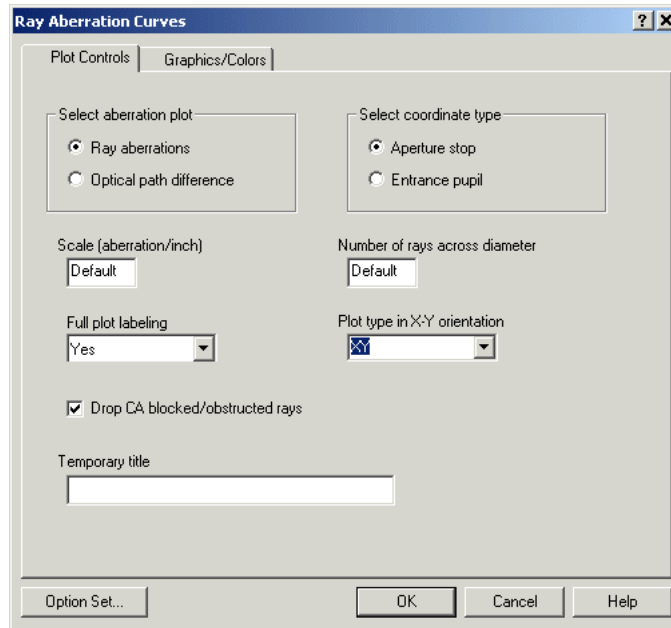 Ray Aberration Curves
Plot Controls Graphics/Colors
Select aberration plot Select coordinate type
Ray aberrations Aperture stop
Optical path difference Entrance pupil
Scale (aberration/inch) Number of rays across diameter
Default Default
Full plot labeling Plot type in X-Y orientation
Yes XY
Drop CA blocked/obstructed rays
Temporary title
Option Set... OK Cancel Help